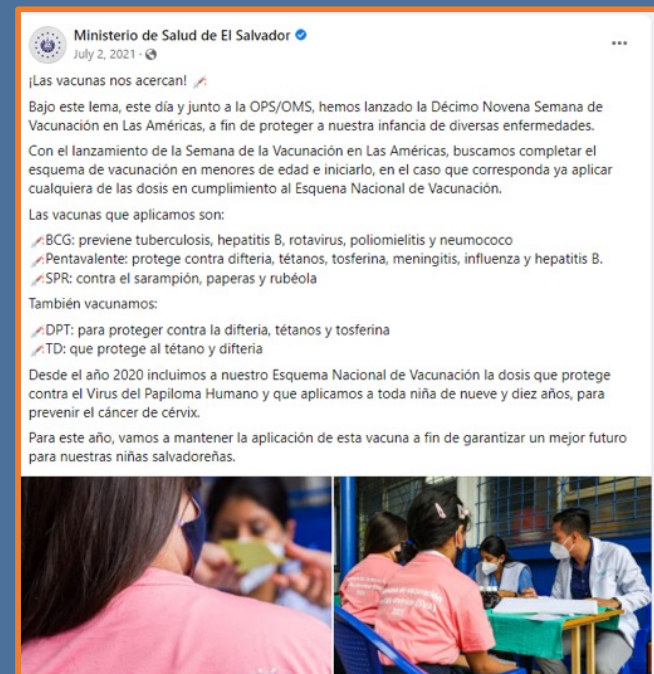 Ministerio de Salud de El Salvador
July 2, 2021 ·
¡Las vacunas nos acercan!
Bajo este lema, este día y junto a la OPS/OMS, hemos lanzado la Décimo Novena Semana de
Vacunación en Las Américas, a fin de proteger a nuestra infancia de diversas enfermedades.
Con el lanzamiento de la Semana de la Vacunación en Las Américas, buscamos completar el
esquema de vacunación en menores de edad e iniciarlo, en el caso que corresponda ya aplicar
cualquiera de las dosis en cumplimiento al Esquena Nacional de Vacunación.
Las vacunas que aplicamos son:
BCG: previene tuberculosis, hepatitis B, rotavirus, poliomielitis y neumococo
Pentavalente: protege contra difteria, tétanos, tosferina, meningitis, influenza y hepatitis B.
SPR: contra el sarampión, paperas y rubéola
También vacunamos:
DPT: para proteger contra la difteria, tétanos y tosferina
TD: que protege al tétano y difteria
Desde el año 2020 incluimos a nuestro Esquema Nacional de Vacunación la dosis que protege
contra el Virus del Papiloma Humano y que aplicamos a toda niña de nueve y diez años, para
prevenir el cáncer de cérvix.
Para este año, vamos a mantener la aplicación de esta vacuna a fin de garantizar un mejor futuro
para nuestras niñas salvadoreñas.